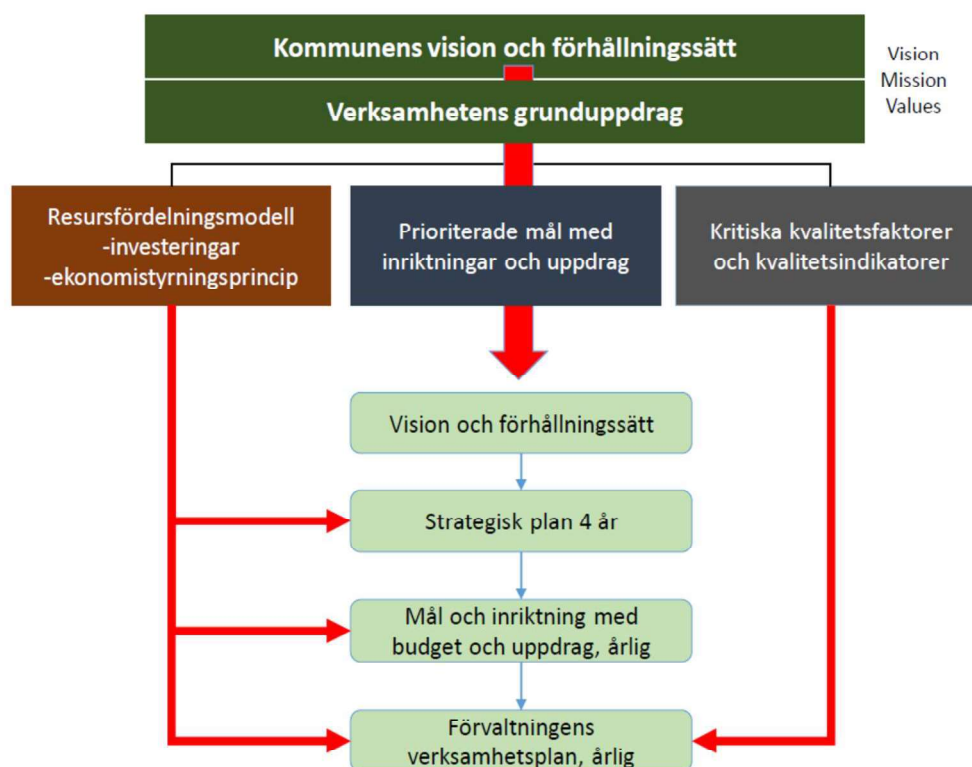 Kommunens vision och förhållningssätt
Verksamhetens grunduppdrag
Vision
Mission
Values
Resursfördelningsmodell
-investeringar
-ekonomistyrningsprincip
Prioriterade mål med
inriktningar och uppdrag
Kritiska kvalitetsfaktorer
och kvalitetsindikatorer
Vision och förhållningssätt
Strategisk plan 4 år
Mål och inriktning med
budget och uppdrag, årlig
Förvaltningens
verksamhetsplan, årlig